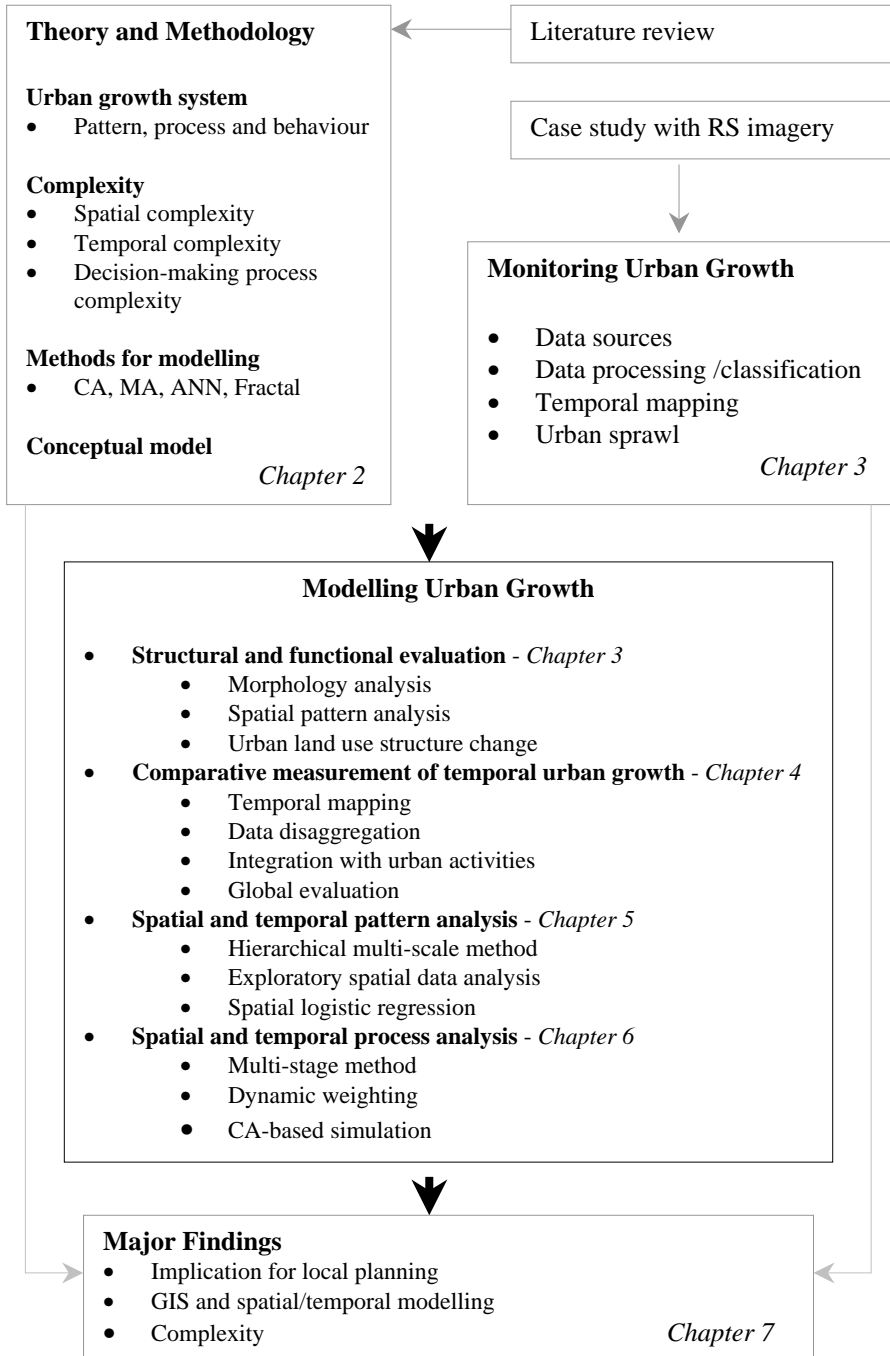 Theory and Methodology
Urban growth system
• Pattern, process and behaviour
Complexity
• Spatial complexity
• Temporal complexity
• Decision-making process
complexity
Methods for modelling
• CA, MA, ANN, Fractal
Conceptual model
Chapter 2
Literature review
Case study with RS imagery
Monitoring Urban Growth
• Data sources
• Data processing /classification
• Temporal mapping
• Urban sprawl
Chapter 3
Modelling Urban Growth
• Structural and functional evaluation - Chapter 3
• Morphology analysis
• Spatial pattern analysis
• Urban land use structure change
• Comparative measurement of temporal urban growth - Chapter 4
• Temporal mapping
• Data disaggregation
• Integration with urban activities
• Global evaluation
• Spatial and temporal pattern analysis - Chapter 5
• Hierarchical multi-scale method
• Exploratory spatial data analysis
• Spatial logistic regression
• Spatial and temporal process analysis - Chapter 6
• Multi-stage method
• Dynamic weighting
• CA-based simulation
Major Findings
• Implication for local planning
• GIS and spatial/temporal modelling
• Complexity
Chapter 7